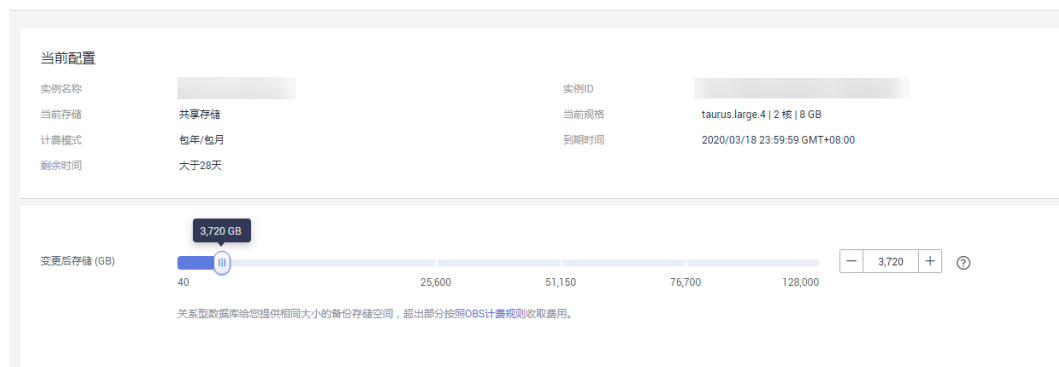 当前配置
实例名称 实例ID
当前存储 共享存储 当前规格 taurus.large.4 | 2 核 | 8 GB
计费模式 包年/包月 到期时间 2020/03/18 23:59:59 GMT+08:00
剩余时间 大于28天
3,720 GB
变更后存储 (GB) 3,720
40 25,600 51,150 76,700 128,000
关系型数据库给您提供相同大小的备份存储空间，超出部分按照OBS计费规则收取费用。